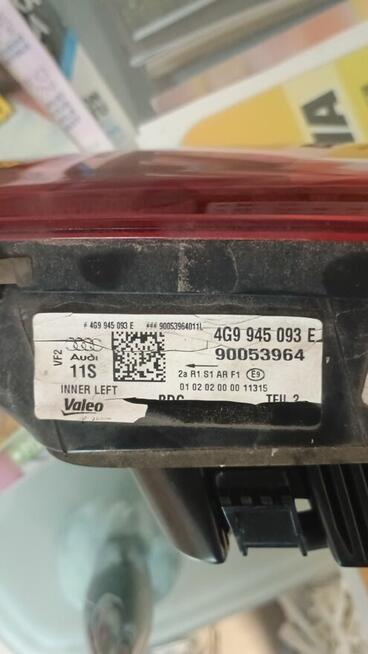 # 4G9 945 093 E ### 90053964011L
4G9 945 093 E
90053964
VF2
Audi
11S
2a R1 S1 AR F1 E9
01 02 02 00 00 11315
INNER LEFT
Valeo
TEIL 2